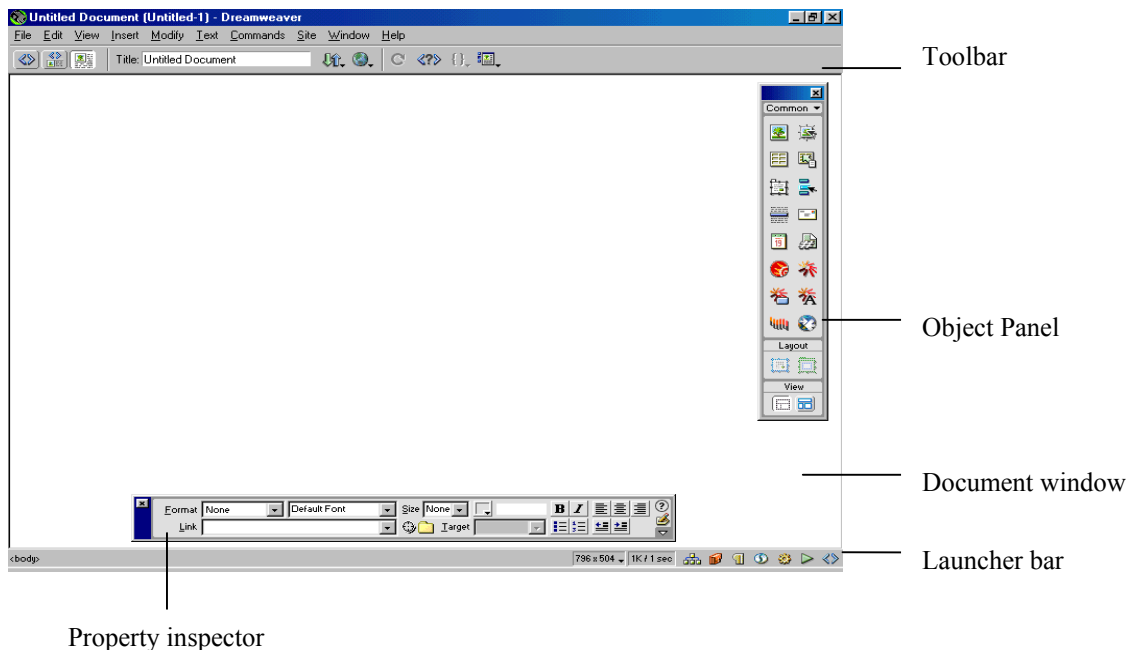 Untitled Document (Untitled-1) - Dreamweaver
File Edit View Insert Modify Text Commands Site Window Help
Title: Untitled Document
Toolbar
Common
Object Panel
Layout
View
Document window
Format None Default Font Size None B I
Link Target
<body> 796 x 504 1K / 1 sec
Launcher bar
Property inspector